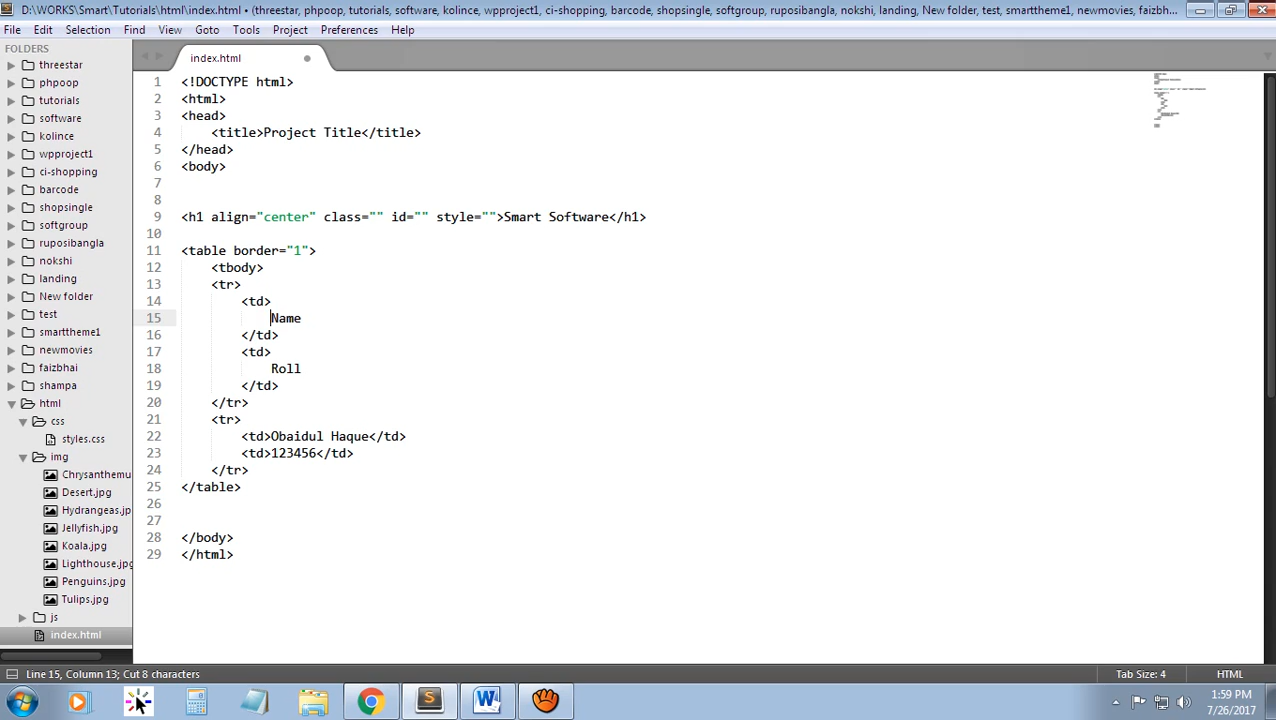 D:\WORKS\Smart\Tutorials\html\index.html • (threestar, phpoop, tutorials, software, kolince, wpproject1, ci-shopping, barcode, shopsingle, softgroup, ruposibangla, nokshi, landing, New folder, test, smarttheme1, newmovies, faizbh...
File Edit Selection Find View Goto Tools Project Preferences Help
FOLDERS
threestar
phpoop
tutorials
software
kolince
wpproject1
ci-shopping
barcode
shopsingle
softgroup
ruposibangla
nokshi
landing
New folder
test
smarttheme1
newmovies
faizbhai
shampa
html
css
styles.css
img
Chrysanthemu
Desert.jpg
Hydrangeas.jp
Jellyfish.jpg
Koala.jpg
Lighthouse.jpg
Penguins.jpg
Tulips.jpg
js
index.html
index.html
1 <!DOCTYPE html>
2 <html>
3 <head>
4 <title>Project Title</title>
5 </head>
6 <body>
7
8
9 <h1 align="center" class="" id="" style="">Smart Software</h1>
10
11 <table border="1">
12 <tbody>
13 <tr>
14 <td>
15 Name
16 </td>
17 <td>
18 Roll
19 </td>
20 </tr>
21 <tr>
22 <td>Obaidul Haque</td>
23 <td>123456</td>
24 </tr>
25 </table>
26
27
28 </body>
29 </html>
Line 15, Column 13; Cut 8 characters Tab Size: 4 HTML
1:59 PM
7/26/2017